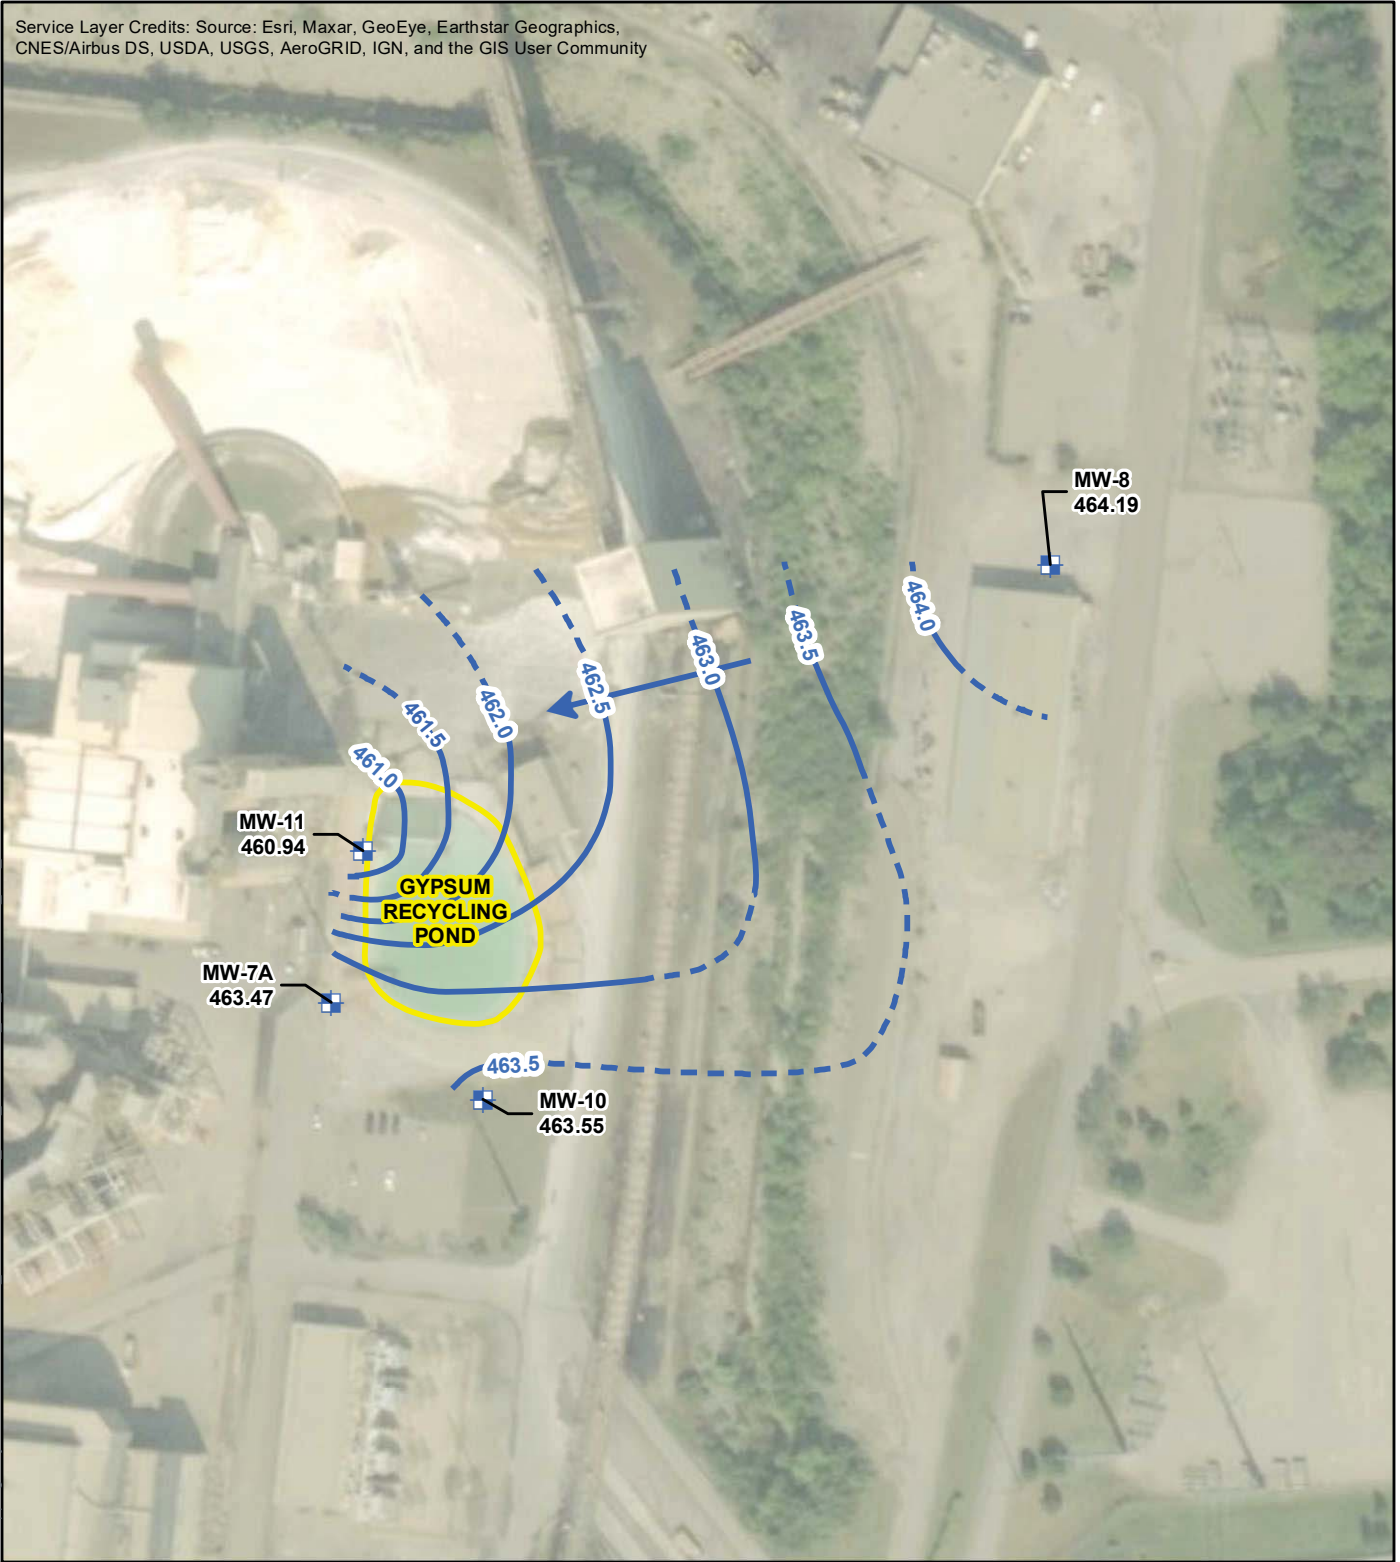 Service Layer Credits: Source: Esri, Maxar, GeoEye, Earthstar Geographics,
CNES/Airbus DS, USDA, USGS, AeroGRID, IGN, and the GIS User Community
MW-8
464.19
464.0
463.5
463.0
462.5
462.0
461.5
461.0
MW-11
460.94
GYPSUM
RECYCLING
POND
MW-7A
463.47
463.5
MW-10
463.55